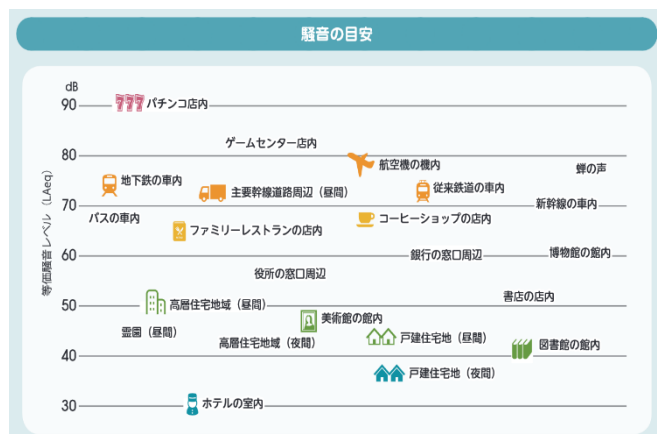 騒音の目安
dB
等価騒音レベル（LAeq）
90
777 パチンコ店内
ゲームセンター店内
80
航空機の機内
蝉の声
地下鉄の車内
主要幹線道路周辺（昼間）
従来鉄道の車内
70
新幹線の車内
バスの車内
コーヒーショップの店内
ファミリーレストランの店内
60
銀行の窓口周辺
博物館の館内
役所の窓口周辺
書店の店内
50
高層住宅地域（昼間）
美術館の館内
霊園（昼間）
高層住宅地域（夜間）
戸建住宅地（昼間）
図書館の館内
40
戸建住宅地（夜間）
30
ホテルの室内